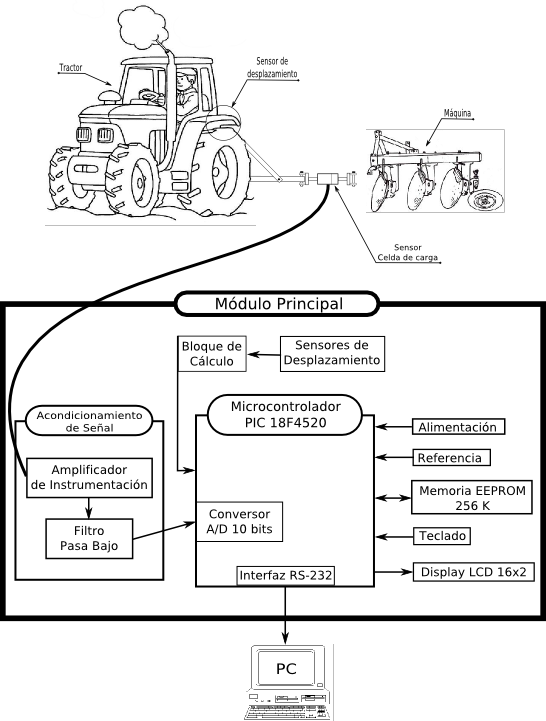 Sensor de
desplazamiento
Tractor
Máquina
Sensor
Celda de carga
Módulo Principal
Bloque de
Cálculo
Sensores de
Desplazamiento
Acondicionamiento
de Señal
Microcontrolador
PIC 18F4520
Alimentación
Referencia
Amplificador
de Instrumentación
Memoria EEPROM
256 K
Conversor
A/D 10 bits
Filtro
Pasa Bajo
Teclado
Interfaz RS-232
Display LCD 16x2
PC